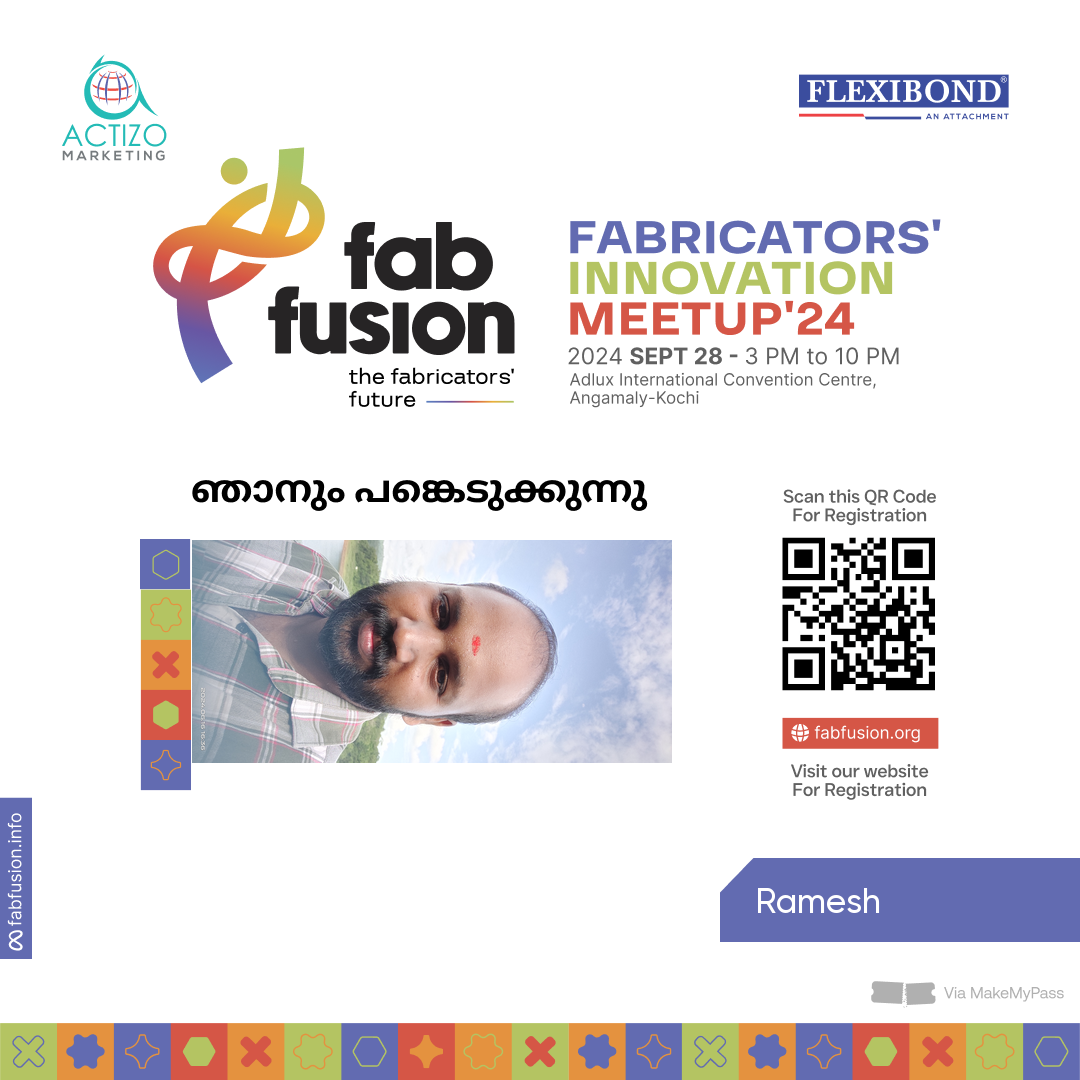 ACTIZO
MARKETING
FLEXIBOND®
AN ATTACHMENT
fab
fusion
the fabricators'
future
FABRICATORS'
INNOVATION
MEETUP'24
2024 SEPT 28 - 3 PM to 10 PM
Adlux International Convention Centre,
Angamaly-Kochi
ഞാനും പങ്കെടുക്കുന്നു
Scan this QR Code
For Registration
fabfusion.org
Visit our website
For Registration
fabfusion.info
Ramesh
Via MakeMyPass